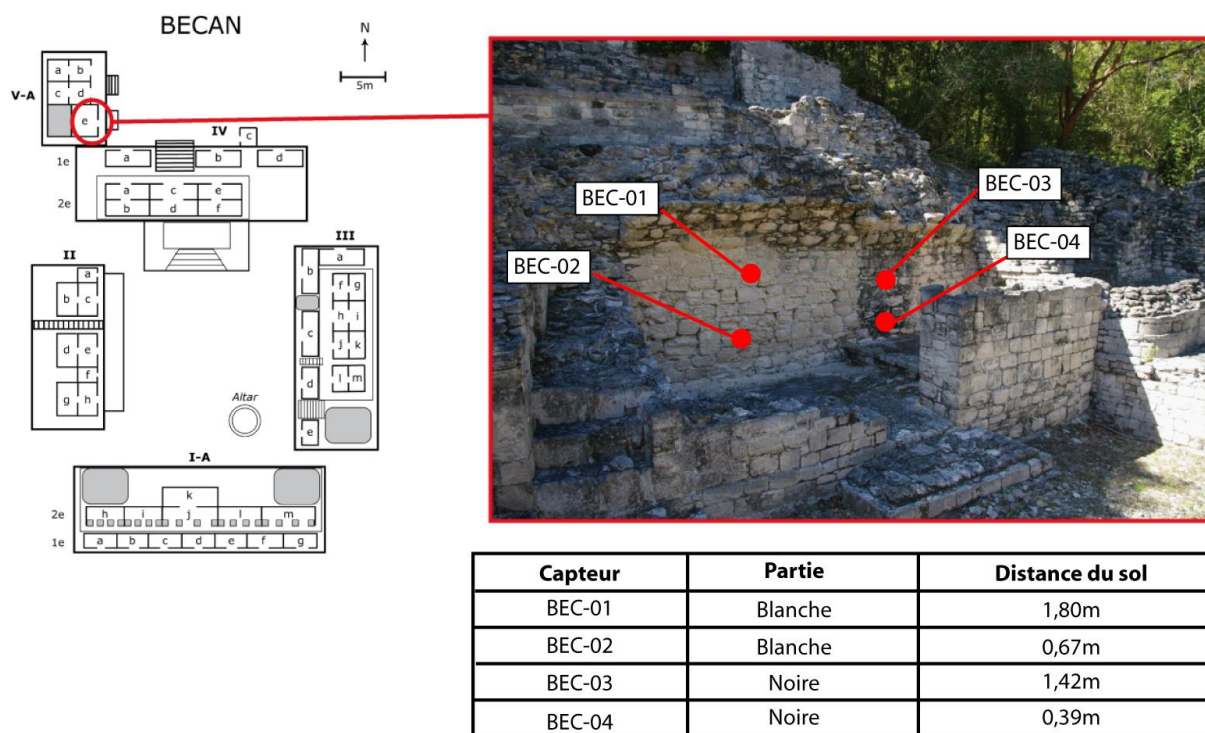 BECAN
N
5m
V-A
a b
c d
e
IV
c
1e
a b d
2e
a c e
b d f
II
a
b c
d e
f
g h
III
a
b
f g
h i
c
j k
d
l m
e
Altar
I-A
k
2e
h i j l m
1e
a b c d e f g
BEC-01
BEC-02
BEC-03
BEC-04
Capteur Partie Distance du sol
BEC-01 Blanche 1,80m
BEC-02 Blanche 0,67m
BEC-03 Noire 1,42m
BEC-04 Noire 0,39m